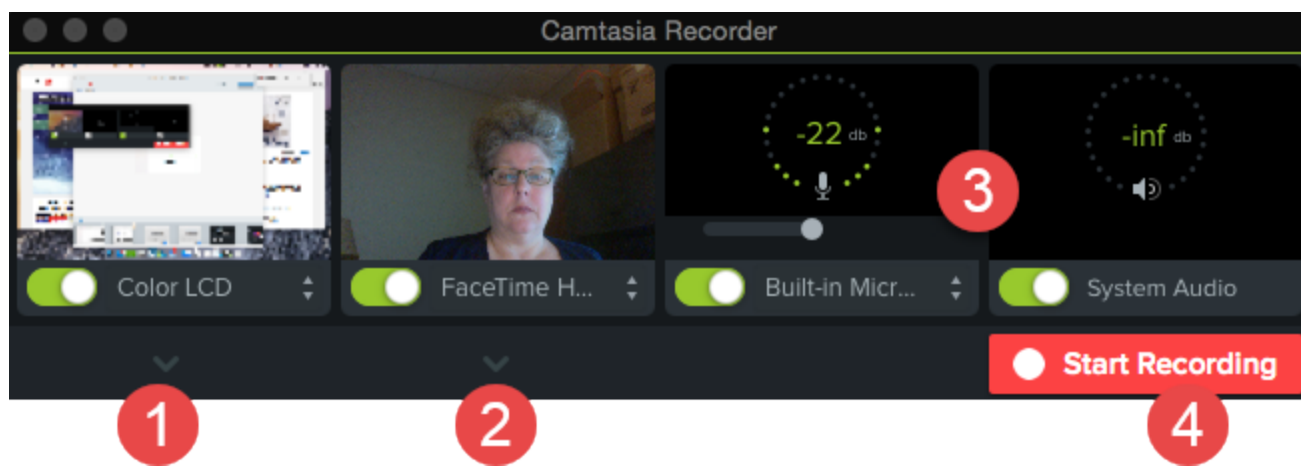 Camtasia Recorder
-22 db
-inf db
3
Color LCD
FaceTime H...
Built-in Micr...
System Audio
Start Recording
1
2
4